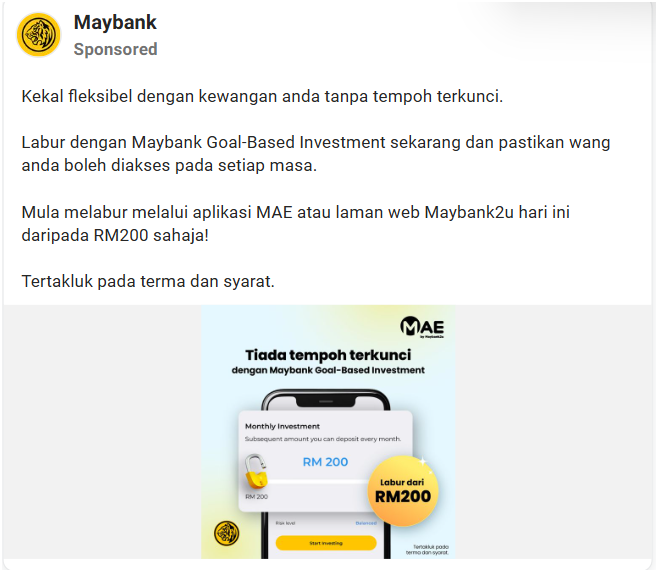 Maybank
Sponsored
Kekal fleksibel dengan kewangan anda tanpa tempoh terkunci.
Labur dengan Maybank Goal-Based Investment sekarang dan pastikan wang
anda boleh diakses pada setiap masa.
Mula melabur melalui aplikasi MAE atau laman web Maybank2u hari ini
daripada RM200 sahaja!
Tertakluk pada terma dan syarat.
MAE
by Maybank2u
Tiada tempoh terkunci
dengan Maybank Goal-Based Investment
Monthly Investment
Subsequent amount you can deposit every month.
RM 200
RM 200
Labur dari
RM200
Risk level
Balanced
Start Investing
Tertakluk pada
terma dan syarat.